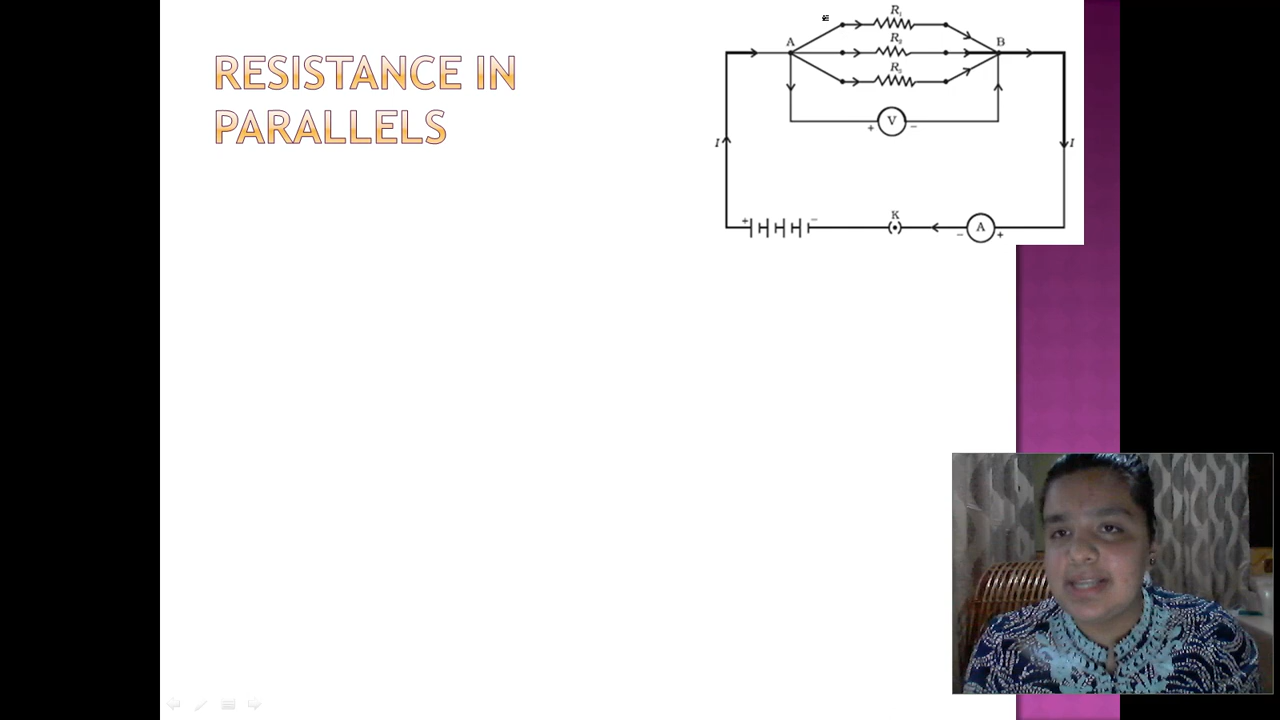 RESISTANCE IN
PARALLELS
R₁
A
R₂
B
R₃
+ V −
I
I
+ −
K
− A +